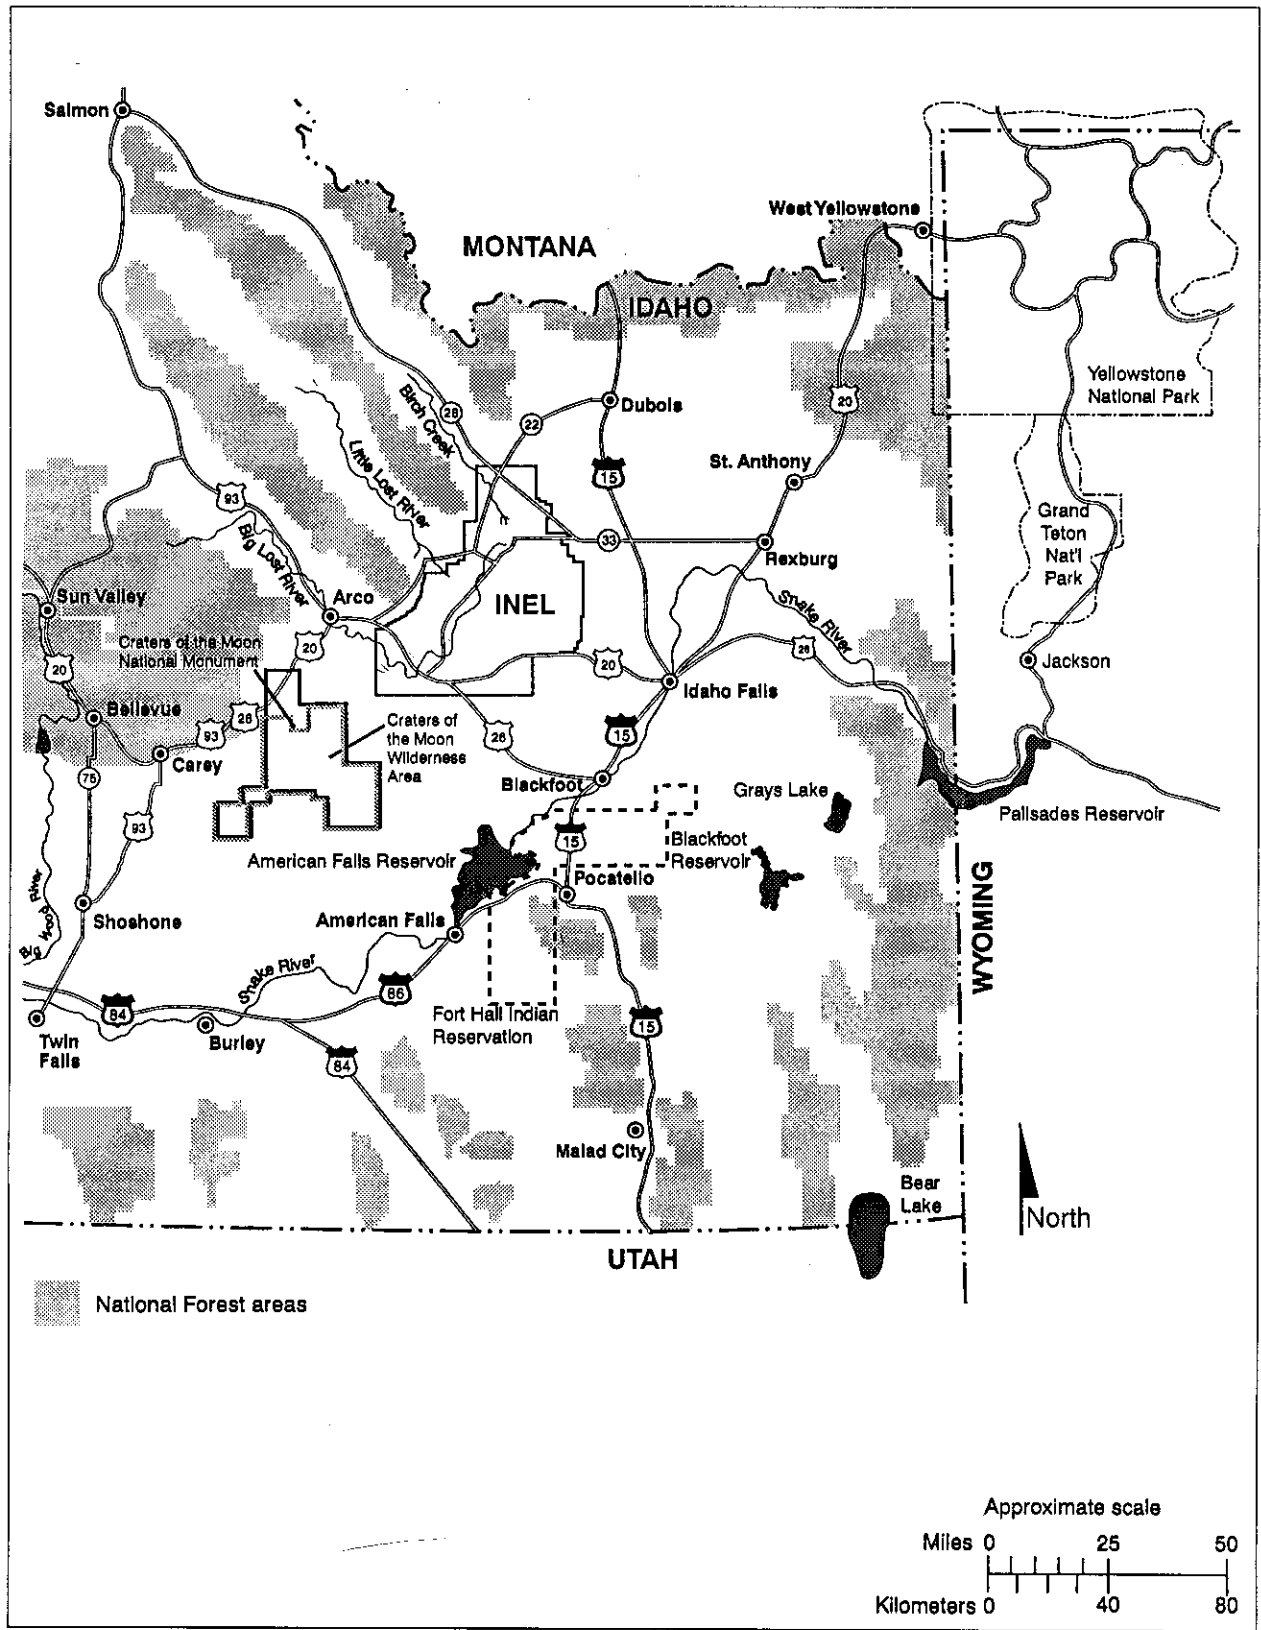 Salmon
West Yellowstone
MONTANA
IDAHO
Yellowstone
National Park
28
Birch Creek
22
Dubois
20
Little Lost River
15
St. Anthony
93
Big Lost River
33
Rexburg
Grand
Teton
Nat'l
Park
Sun Valley
Arco
INEL
Snake River
Craters of the Moon
National Monument
20
20
20
26
Jackson
Idaho Falls
Bellevue
26
93
Craters of
the Moon
Wilderness
Area
26
15
Carey
75
Blackfoot
Grays Lake
Palisades Reservoir
93
15
American Falls Reservoir
Blackfoot
Reservoir
Pocatello
Big Wood River
Shoshone
American Falls
WYOMING
Snake River
86
84
Fort Hall Indian
Reservation
15
Twin
Falls
Burley
84
Malad City
Bear
Lake
North
UTAH
National Forest areas
Approximate scale
Miles 0 25 50
Kilometers 0 40 80